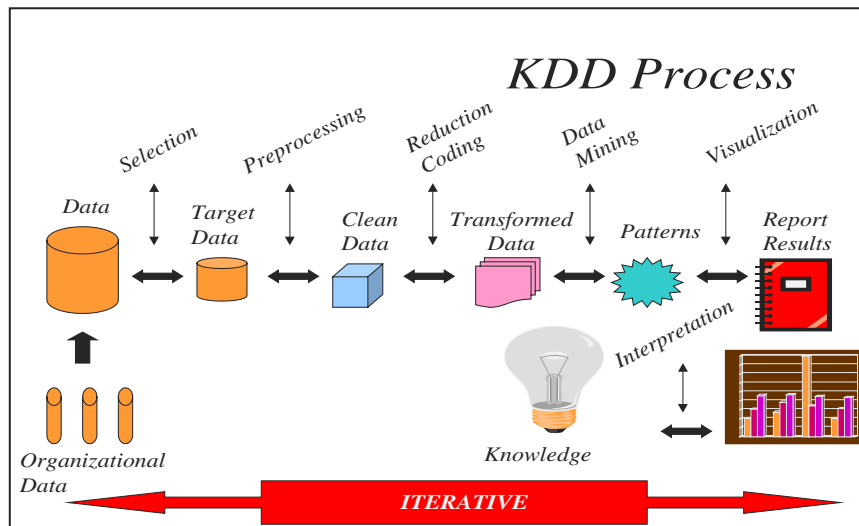 KDD Process
Selection
Preprocessing
Reduction
Coding
Data
Mining
Visualization
Data
Target
Data
Clean
Data
Transformed
Data
Patterns
Report
Results
Interpretation
Organizational
Data
Knowledge
ITERATIVE